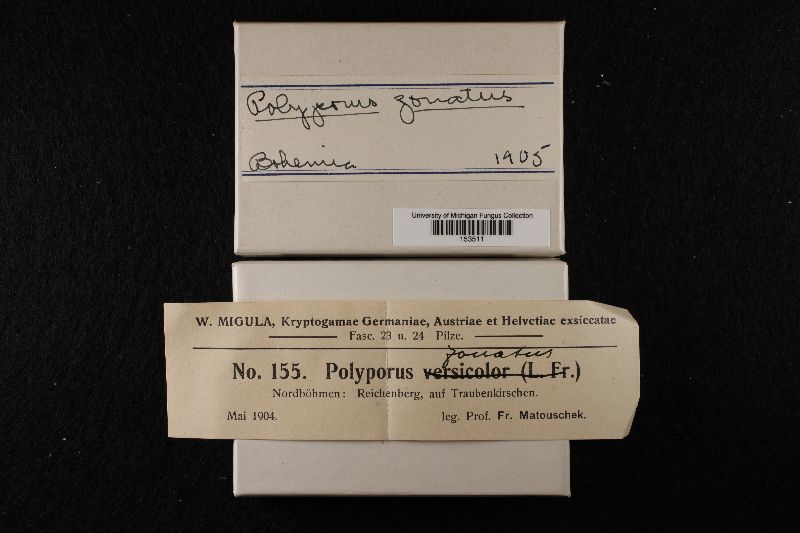 Polyporus zonatus
Bohemia 1905
University of Michigan Fungus Collection
153511
W. MIGULA, Kryptogamae Germaniae, Austriae et Helvetiae exsiccatae
Fasc. 23 u. 24 Pilze.
zonatus
No. 155. Polyporus versicolor (L. Fr.)
Nordböhmen: Reichenberg, auf Traubenkirschen.
Mai 1904. leg. Prof. Fr. Matouschek.